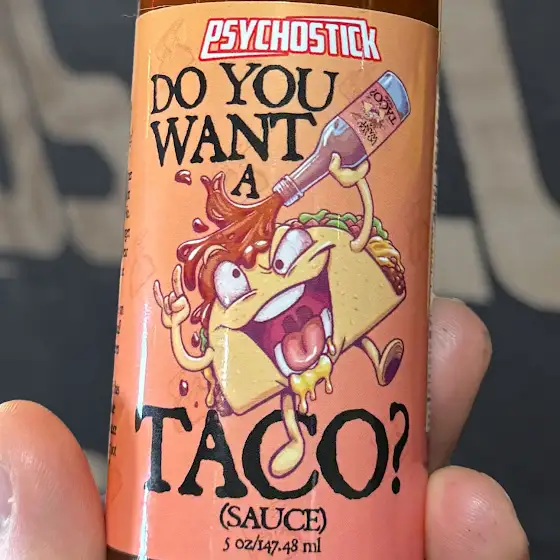 PSYCHOSTICK
DO YOU
WANT
A
TACO?
(SAUCE)
5 oz/147.48 ml